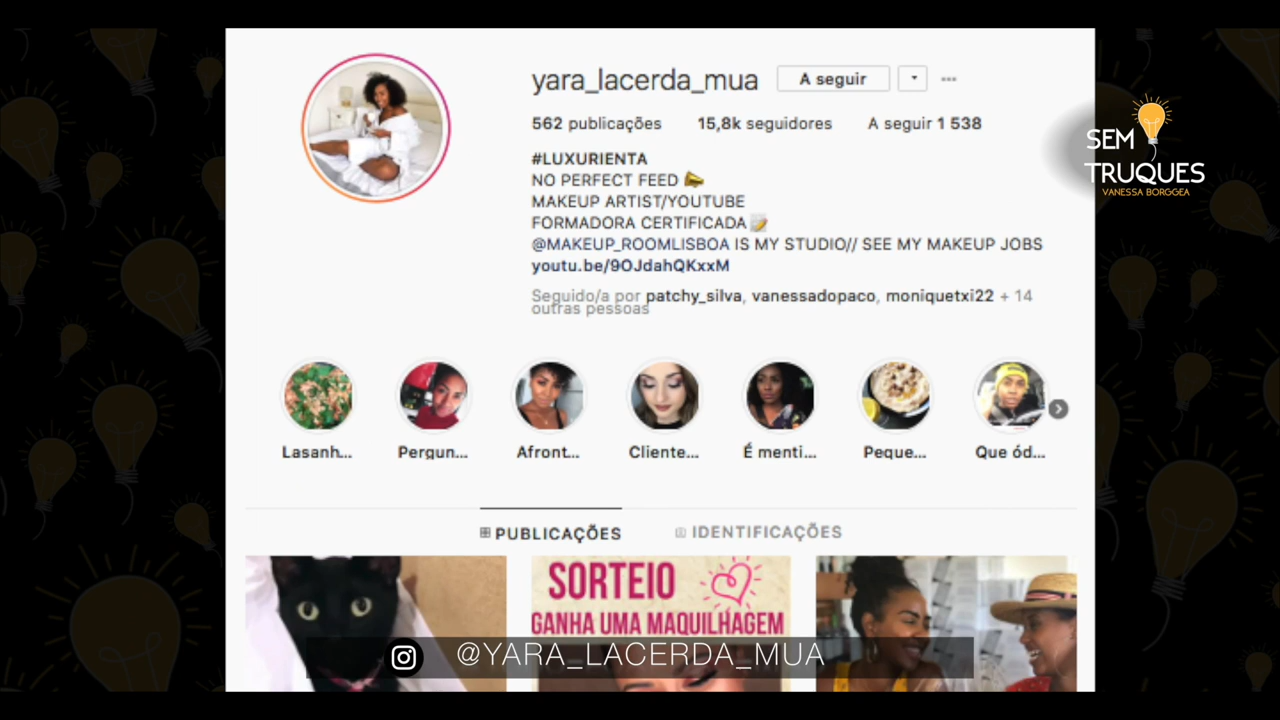 yara_lacerda_mua A seguir
562 publicações 15,8k seguidores A seguir 1 538
#LUXURIENTA
NO PERFECT FEED
MAKEUP ARTIST/YOUTUBE
FORMADORA CERTIFICADA
@MAKEUP_ROOMLISBOA IS MY STUDIO// SEE MY MAKEUP JOBS
youtu.be/9OJdahQKxxM
Seguido/a por patchy_silva, vanessadopaco, moniquetxi22 + 14
outras pessoas
SEM
TRUQUES
VANESSA BORGGEA
Lasanh... Pergun... Afront... Cliente... É menti... Peque... Que ód...
PUBLICAÇÕES IDENTIFICAÇÕES
SORTEIO
GANHA UMA MAQUILHAGEM
@YARA_LACERDA_MUA